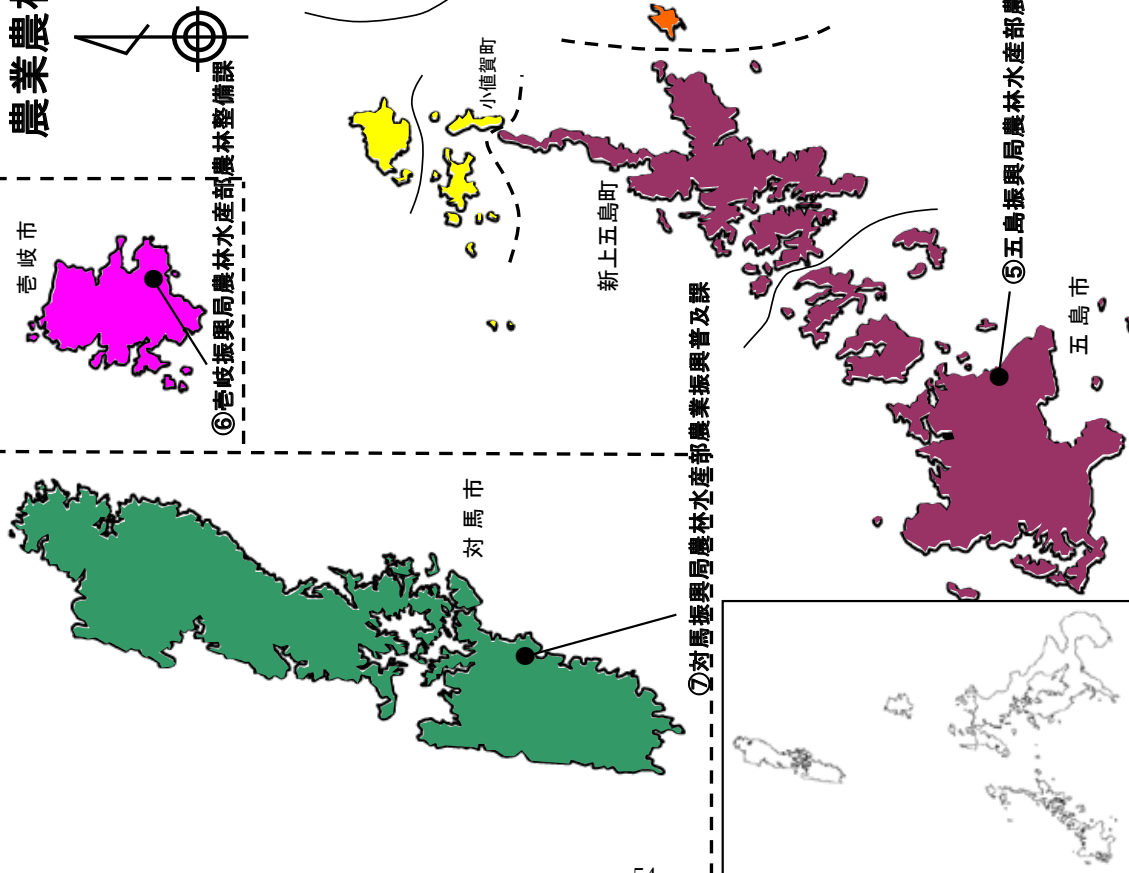 農業農
壱岐市
⑥壱岐振興局農林水産部農林整備課
小値賀町
新上五島町
⑤五島振興局農林水産部農
五島市
対馬市
⑦対馬振興局農林水産部農業振興普及課
54